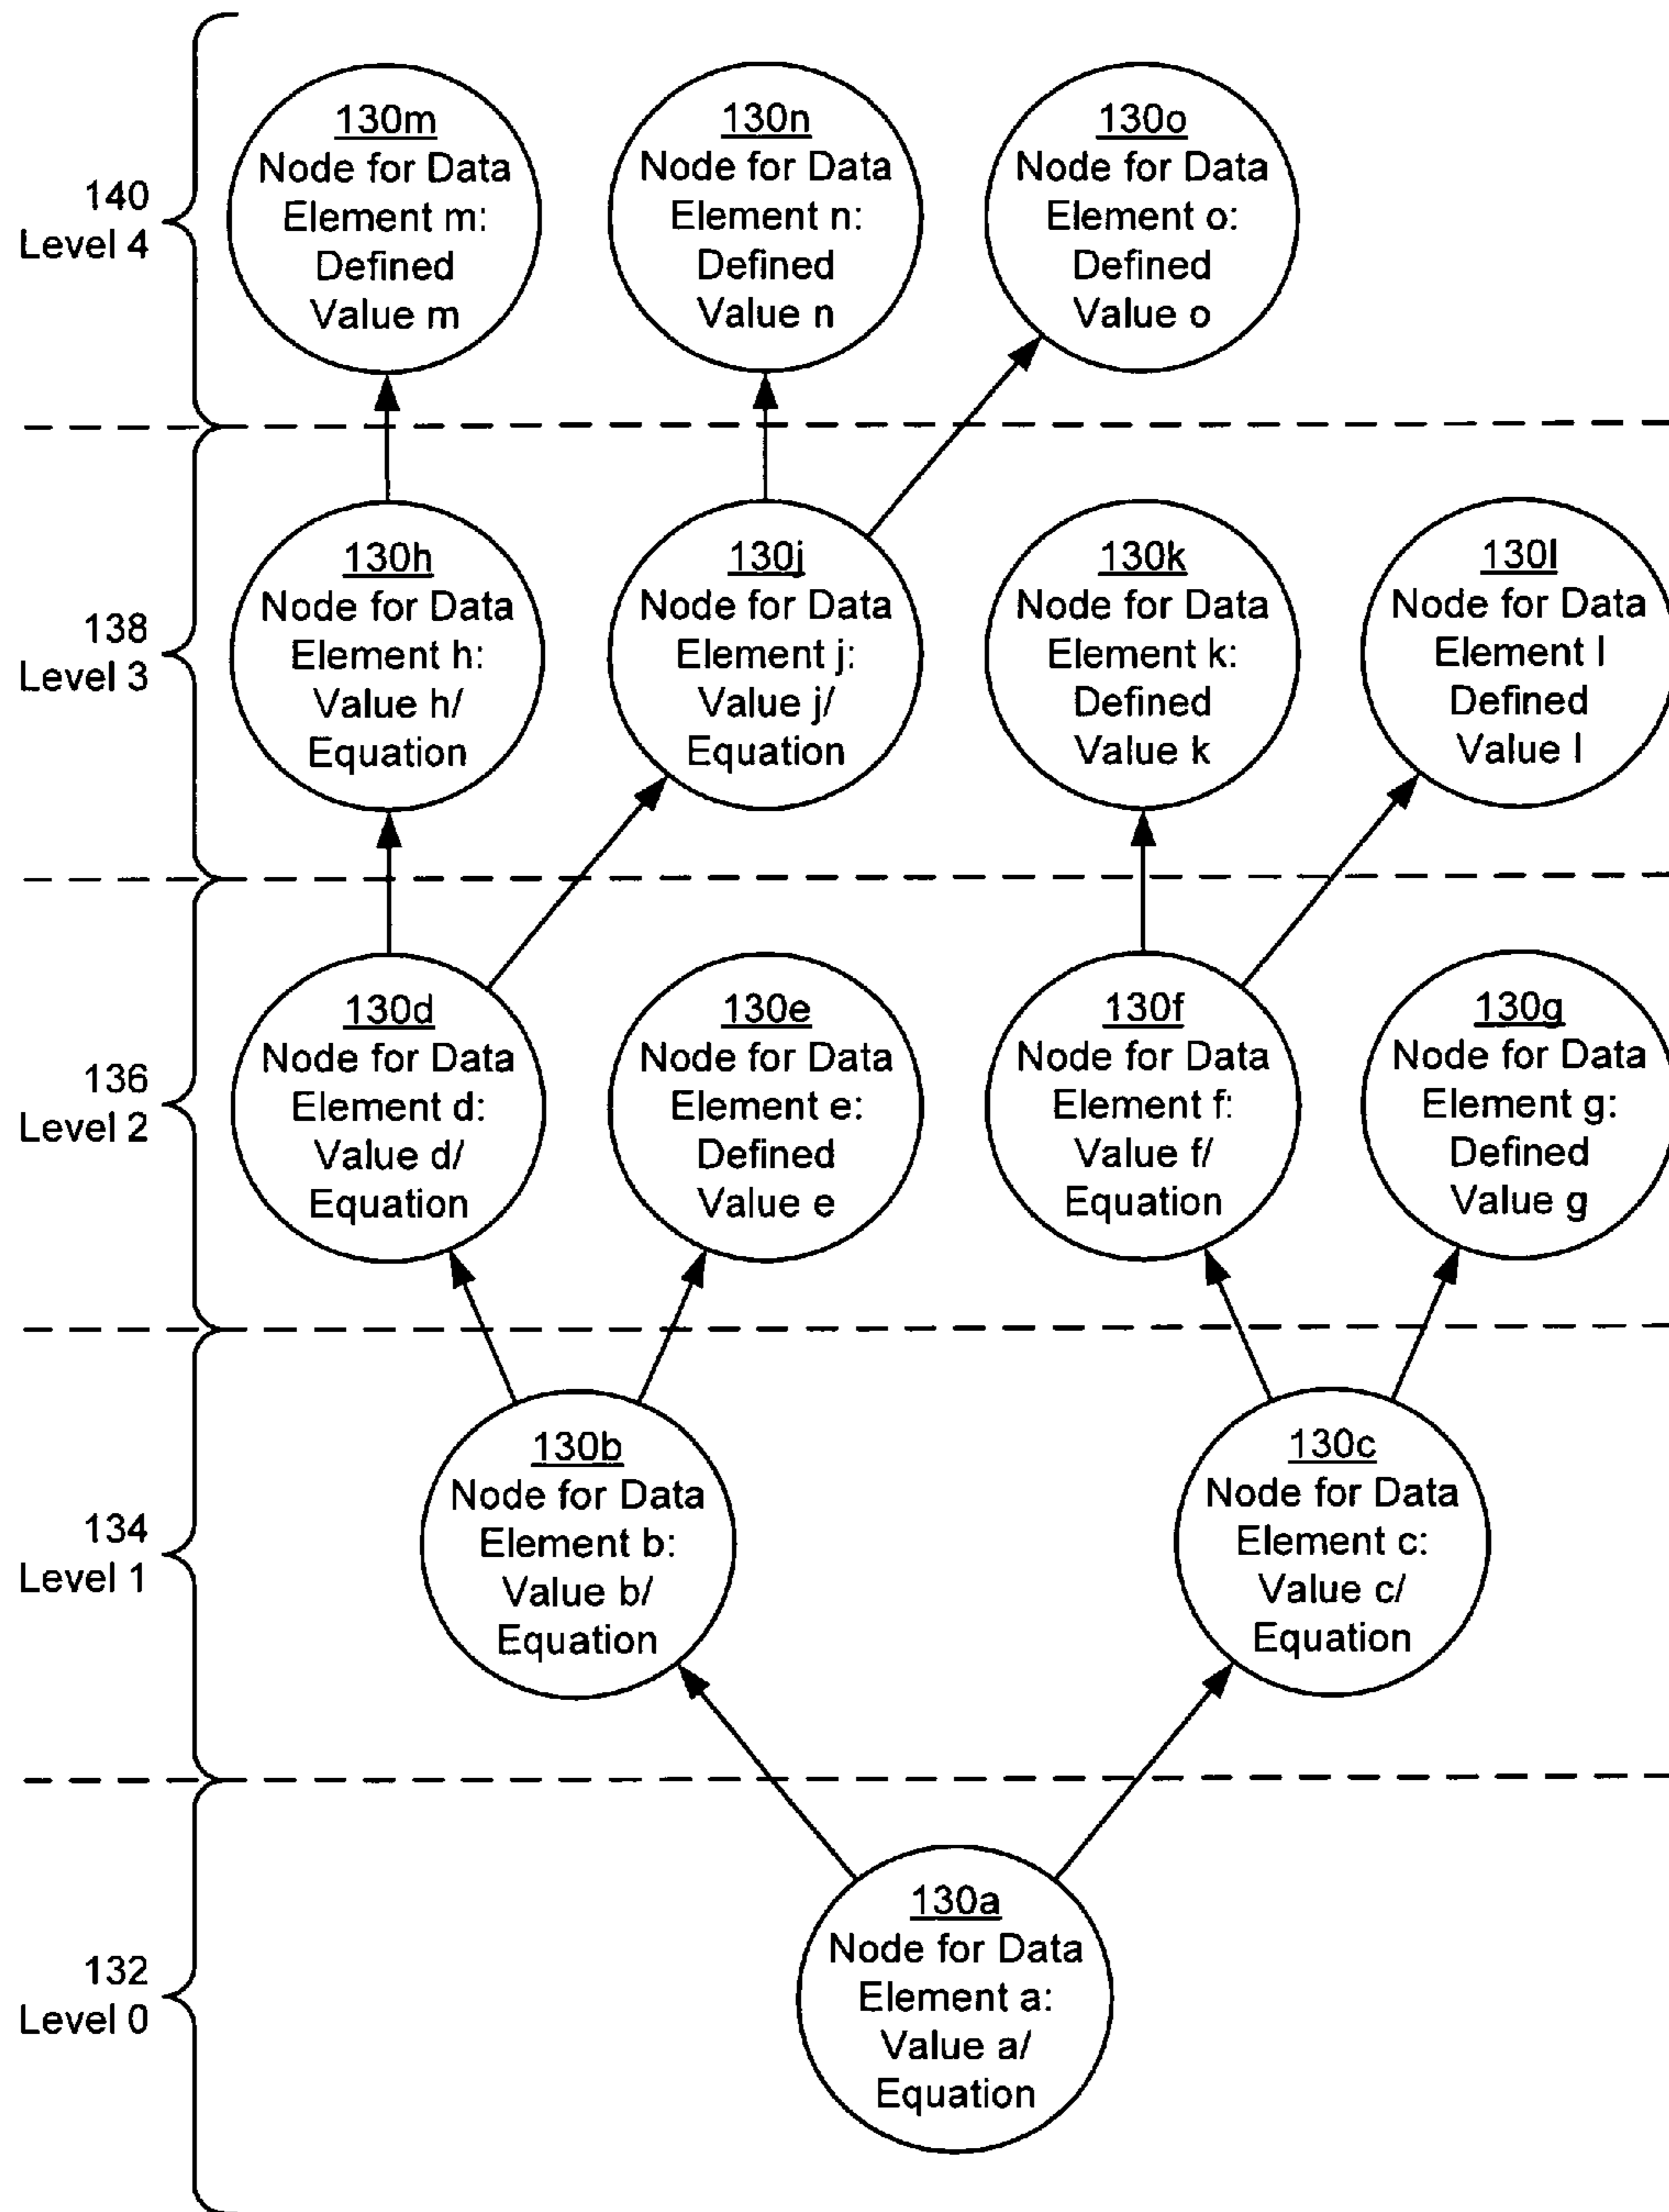 140
Level 4
130m
Node for Data
Element m:
Defined
Value m
130n
Node for Data
Element n:
Defined
Value n
130o
Node for Data
Element o:
Defined
Value o
138
Level 3
130h
Node for Data
Element h:
Value h/
Equation
130j
Node for Data
Element j:
Value j/
Equation
130k
Node for Data
Element k:
Defined
Value k
130l
Node for Data
Element l
Defined
Value l
136
Level 2
130d
Node for Data
Element d:
Value d/
Equation
130e
Node for Data
Element e:
Defined
Value e
130f
Node for Data
Element f:
Value f/
Equation
130g
Node for Data
Element g:
Defined
Value g
134
Level 1
130b
Node for Data
Element b:
Value b/
Equation
130c
Node for Data
Element c:
Value c/
Equation
132
Level 0
130a
Node for Data
Element a:
Value a/
Equation